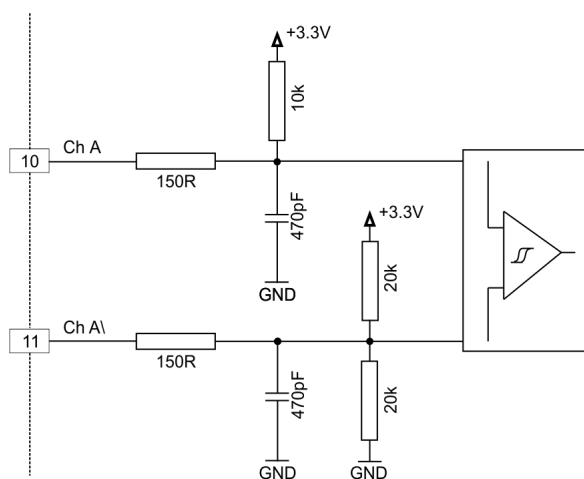 +3.3V
10k
10
Ch A
150R
470pF
+3.3V
GND
20k
11
Ch A\
150R
470pF
20k
GND
GND